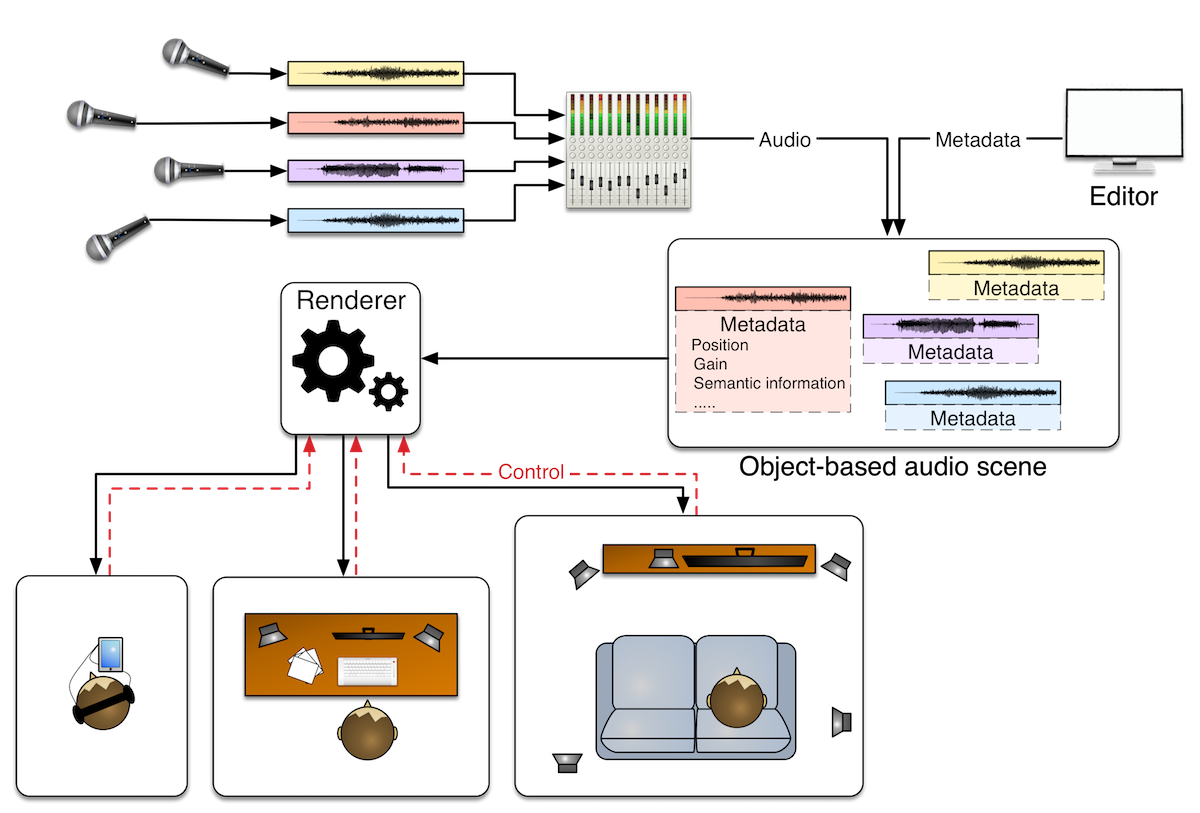 Audio
Metadata
Editor
Metadata
Renderer
Metadata
Position
Gain
Semantic information
.....
Metadata
Metadata
Object-based audio scene
Control